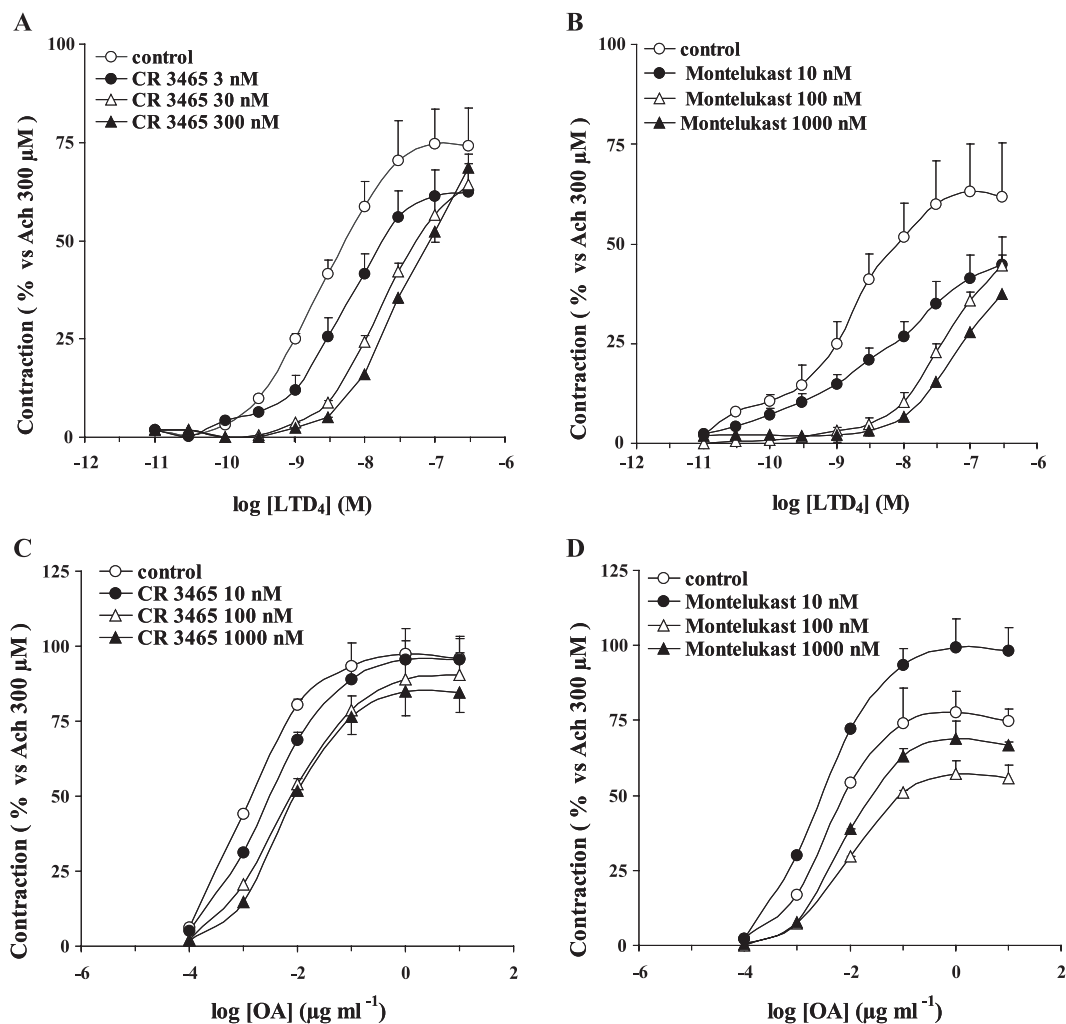 A
100
75
50
25
0
-11
-10
-9
-8
-7
-6
control
CR 3465 3 nM
CR 3465 30 nM
CR 3465 300 nM
Contraction ( % vs Ach 300 µM )
log [LTD₄] (M)
B
100
75
50
25
0
-12
-11
-10
-9
-8
-7
-6
control
Montelukast 10 nM
Montelukast 100 nM
Montelukast 1000 nM
Contraction ( % vs Ach 300 µM )
log [LTD₄] (M)
C
125
100
75
50
25
0
-6
-4
-2
0
2
control
CR 3465 10 nM
CR 3465 100 nM
CR 3465 1000 nM
Contraction ( % vs Ach 300 µM )
log [OA] (µg ml⁻¹)
D
125
100
75
50
25
0
-6
-4
-2
0
2
control
Montelukast 10 nM
Montelukast 100 nM
Montelukast 1000 nM
Contraction ( % vs Ach 300 µM )
log [OA] (µg ml⁻¹)